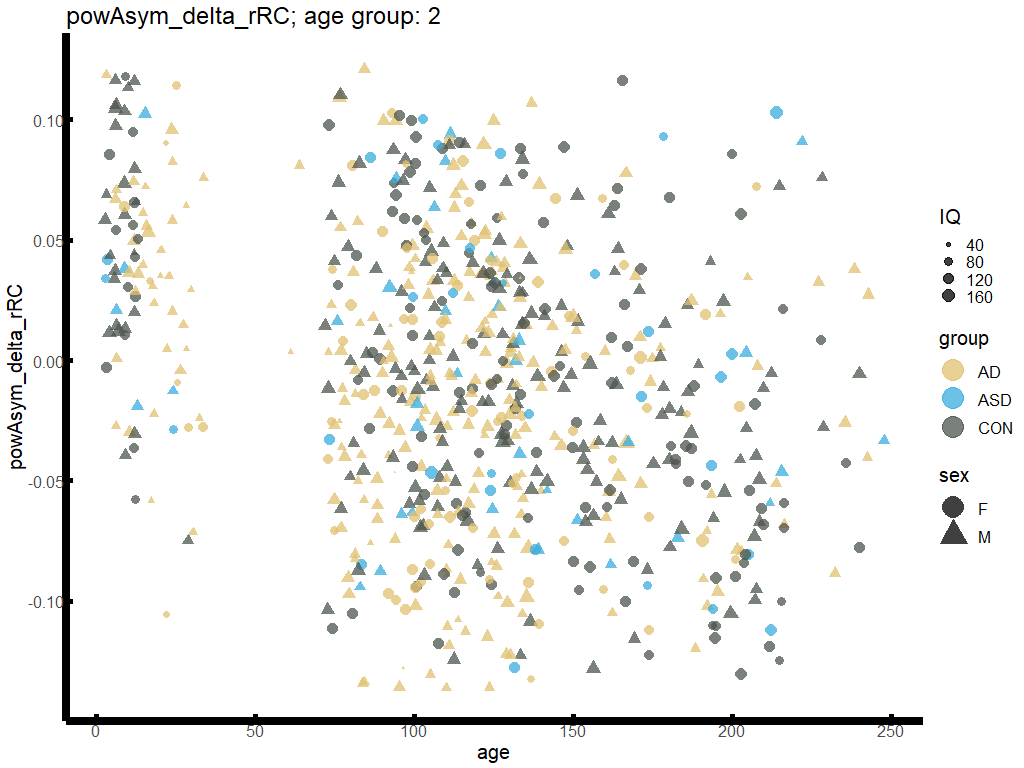 powAsym_delta_rRC; age group: 2
powAsym_delta_rRC
0.10
0.05
0.00
-0.05
-0.10
0
50
100
150
200
250
age
IQ
40
80
120
160
group
AD
ASD
CON
sex
F
M